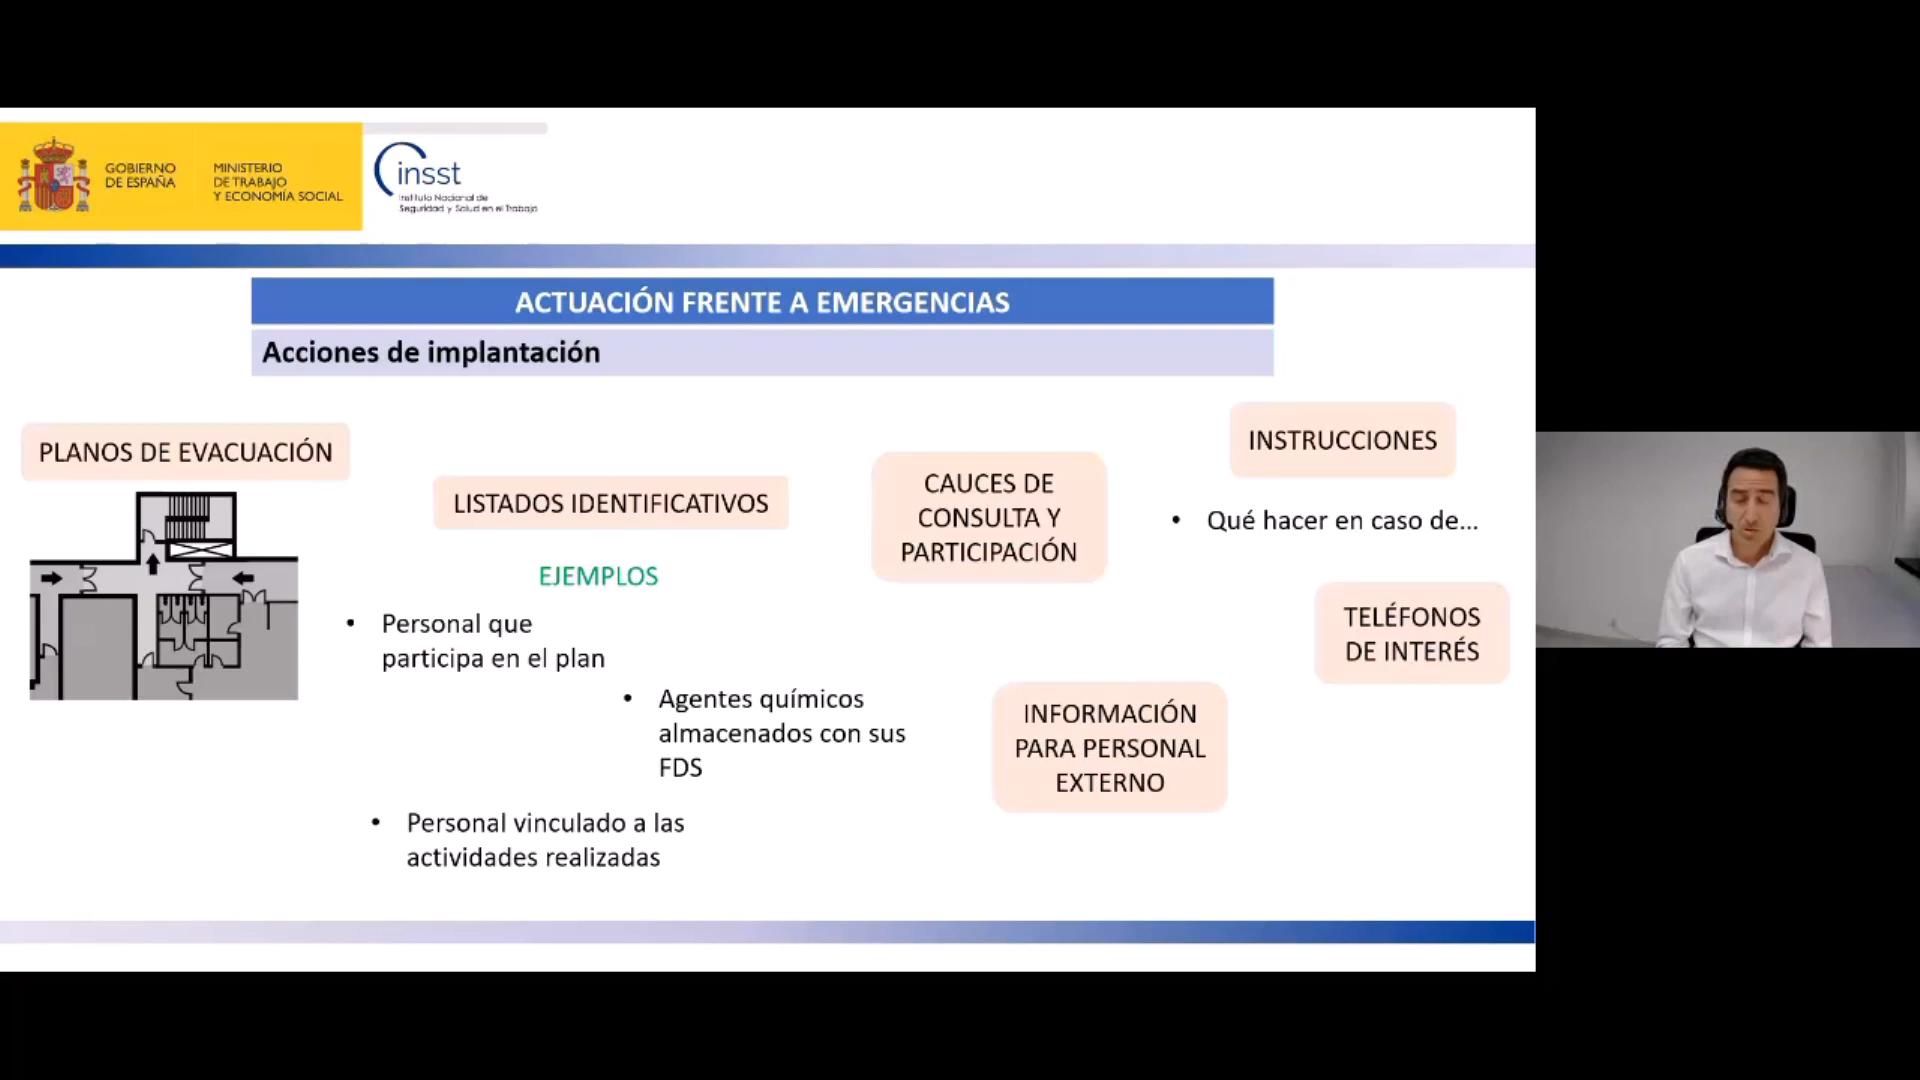 GOBIERNO
DE ESPAÑA
MINISTERIO
DE TRABAJO
Y ECONOMÍA SOCIAL
insst
Instituto Nacional de
Seguridad y Salud en el Trabajo
ACTUACIÓN FRENTE A EMERGENCIAS
Acciones de implantación
PLANOS DE EVACUACIÓN
LISTADOS IDENTIFICATIVOS
EJEMPLOS
• Personal que
participa en el plan
• Agentes químicos
almacenados con sus
FDS
• Personal vinculado a las
actividades realizadas
CAUCES DE
CONSULTA Y
PARTICIPACIÓN
INFORMACIÓN
PARA PERSONAL
EXTERNO
INSTRUCCIONES
• Qué hacer en caso de...
TELÉFONOS
DE INTERÉS